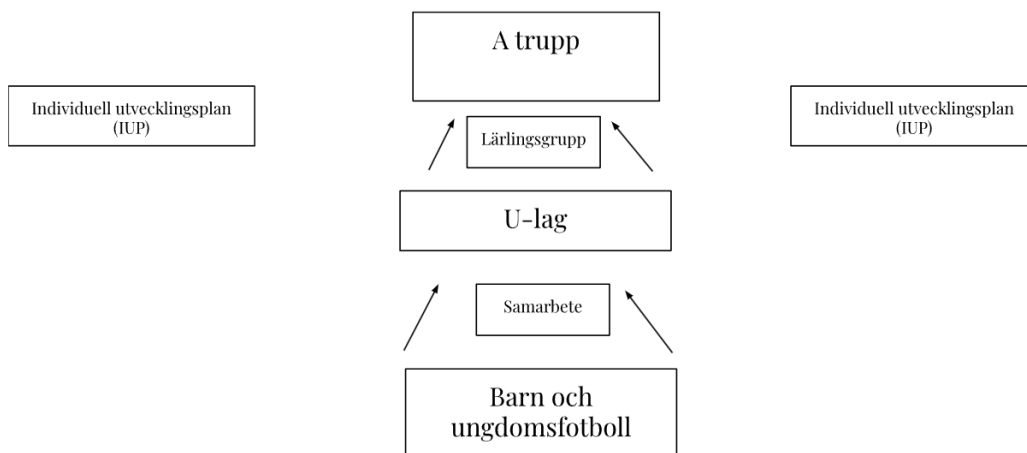 A trupp
Individuell utvecklingsplan
(IUP)
Individuell utvecklingsplan
(IUP)
Lärlingsgrupp
U-lag
Samarbete
Barn och
ungdomsfotboll